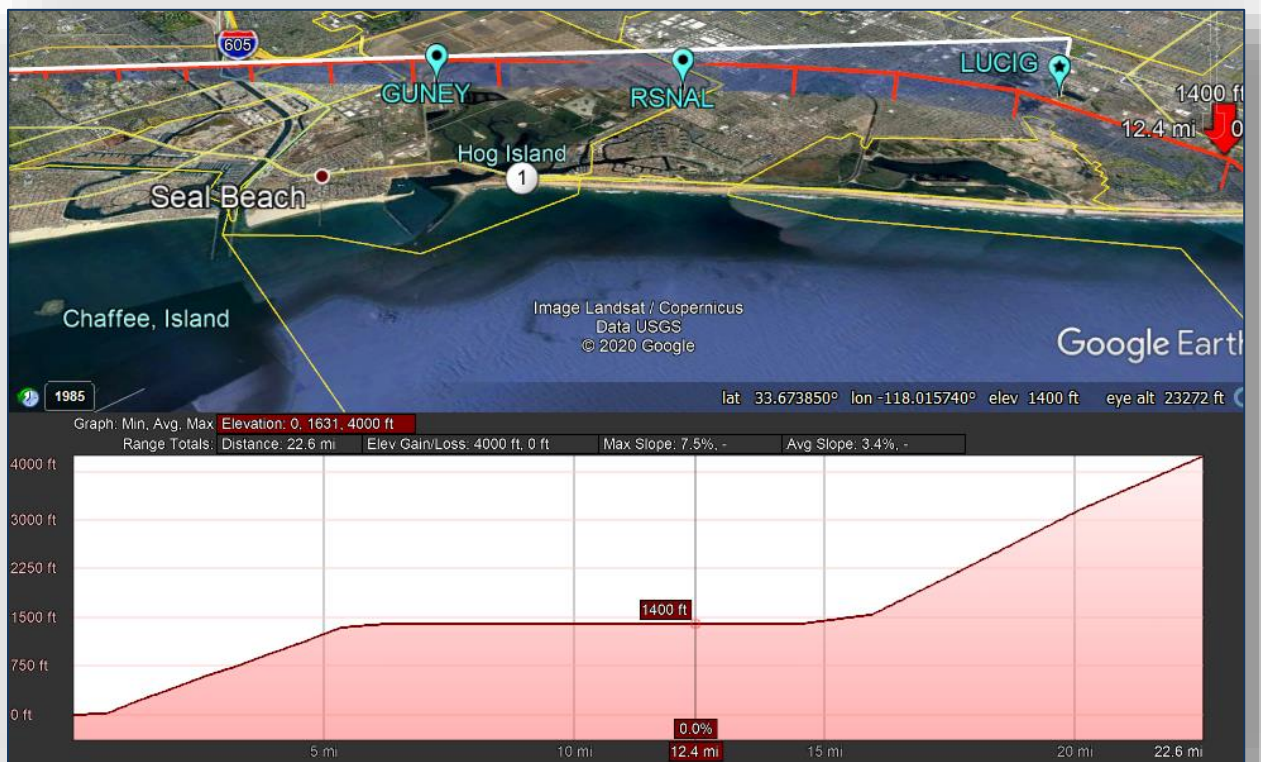 605
GUNEY
RSNAL
LUCIG
1400 ft
12.4 mi
0
Hog Island
1
Seal Beach
Chaffee, Island
Image Landsat / Copernicus
Data USGS
© 2020 Google
Google Earth
1985
lat 33.673850° lon -118.015740° elev 1400 ft eye alt 23272 ft
Graph: Min, Avg, Max Elevation: 0, 1631, 4000 ft
Range Totals: Distance: 22.6 mi Elev Gain/Loss: 4000 ft, 0 ft Max Slope: 7.5%, - Avg Slope: 3.4%, -
4000 ft
3000 ft
2250 ft
1500 ft
1400 ft
750 ft
0 ft
0.0%
5 mi 10 mi 12.4 mi 15 mi 20 mi 22.6 mi